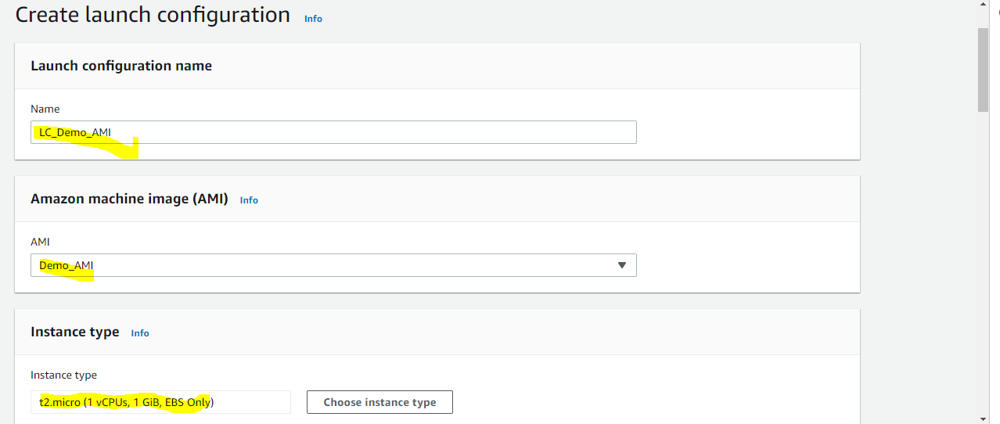 Create launch configuration Info
Launch configuration name
Name
LC_Demo_AMI
Amazon machine image (AMI) Info
AMI
Demo_AMI
Instance type Info
Instance type
t2.micro (1 vCPUs, 1 GiB, EBS Only) Choose instance type